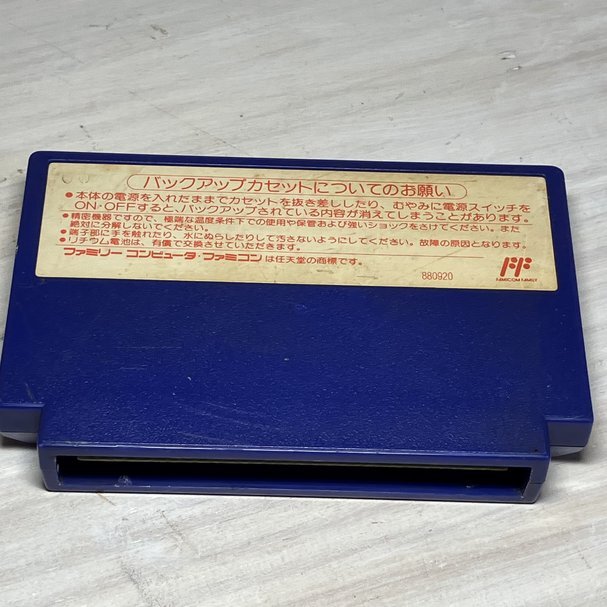 バックアップカセットについてのお願い
●本体の電源を入れたままでカセットを抜き差ししたり、むやみに電源スイッチを
ON・OFFすると、バックアップされている内容が消えてしまうことがあります。
●精密機器ですので、極端な温度条件下での使用や保管および強いショックをさけてください。また
絶対に分解しないでください。
●端子部に手を触れたり、水にぬらしたりして汚さないようにしてください。故障の原因となります。
●リチウム電池は、有償で交換させていただきます。
ファミリー コンピュータ・ファミコン は任天堂の商標です。
880920
FAMICOM FAMILY